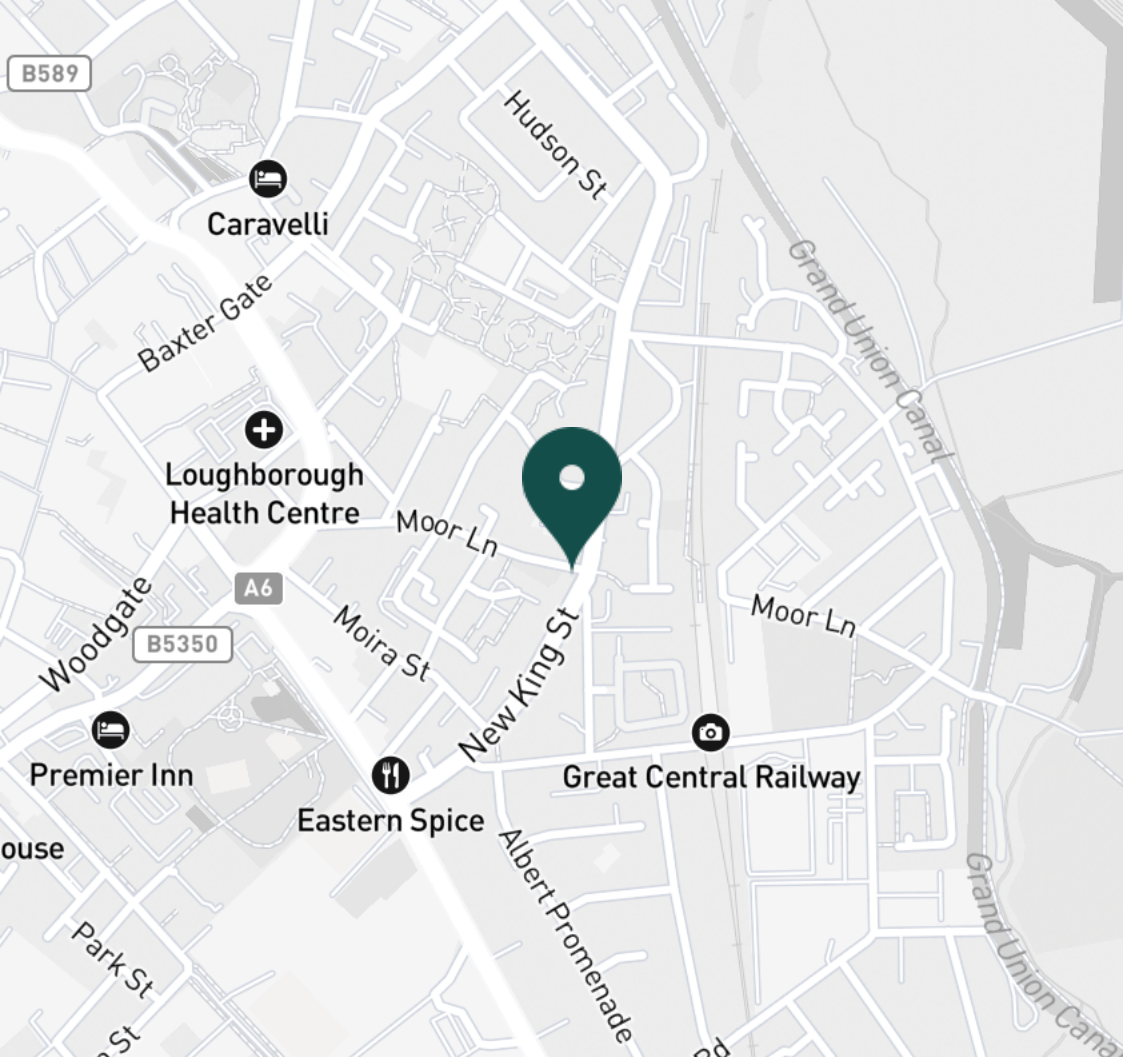 B589
Hudson St
Caravelli
Grand Union Canal
Baxter Gate
Loughborough
Health Centre
Moor Ln
A6
Woodgate
B5350
Moira St
New King St
Moor Ln
Premier Inn
Great Central Railway
Eastern Spice
ouse
Albert Promenade
Grand Union Canal
Park St
St